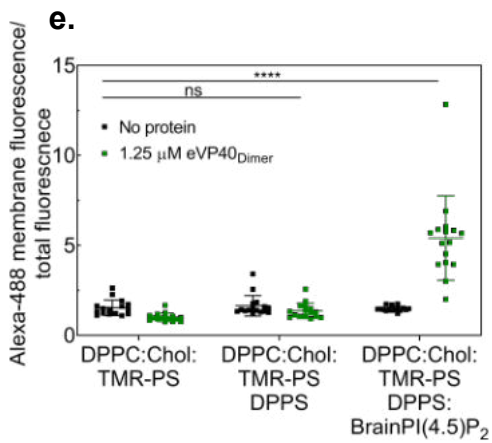 e.
Alexa-488 membrane fluorescence/
total fluorescnece
15
10
5
0
****
ns
No protein
1.25 μM eVP40Dimer
DPPC:Chol:
TMR-PS
DPPC:Chol:
TMR-PS
DPPS
DPPC:Chol:
TMR-PS
DPPS:
BrainPI(4.5)P2